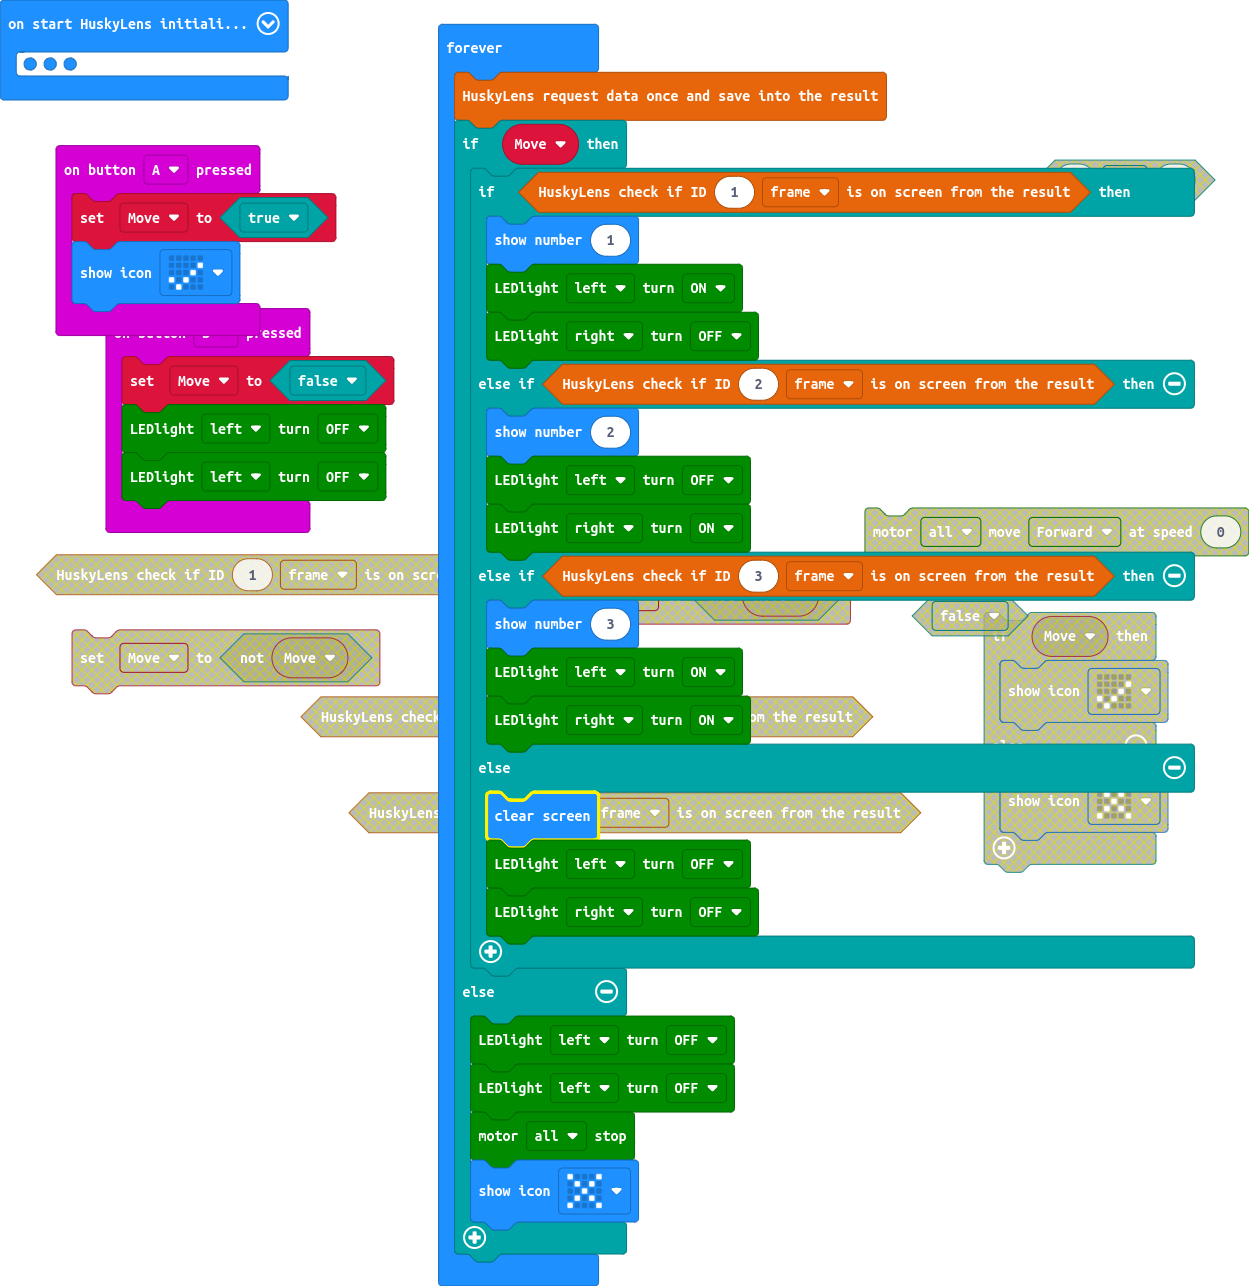 on start HuskyLens initiali...
on button A pressed
set Move to true
show icon
pressed
set Move to false
LEDlight left turn OFF
LEDlight left turn OFF
HuskyLens check if ID 1 frame is on
set Move to not Move
forever
HuskyLens request data once and save into the result
if Move then
if HuskyLens check if ID 1 frame is on screen from the result then
show number 1
LEDlight left turn ON
LEDlight right turn OFF
else if HuskyLens check if ID 2 frame is on screen from the result then
show number 2
LEDlight left turn OFF
LEDlight right turn ON
else if HuskyLens check if ID 3 frame is on screen from the result then
show number 3
LEDlight left turn ON
LEDlight right turn ON
else
clear screen
LEDlight left turn OFF
LEDlight right turn OFF
else
LEDlight left turn OFF
LEDlight left turn OFF
motor all stop
show icon
motor all move Forward at speed 0
false
Move then
show icon
show icon
HuskyLens check the result
HuskyLens frame is on screen from the result